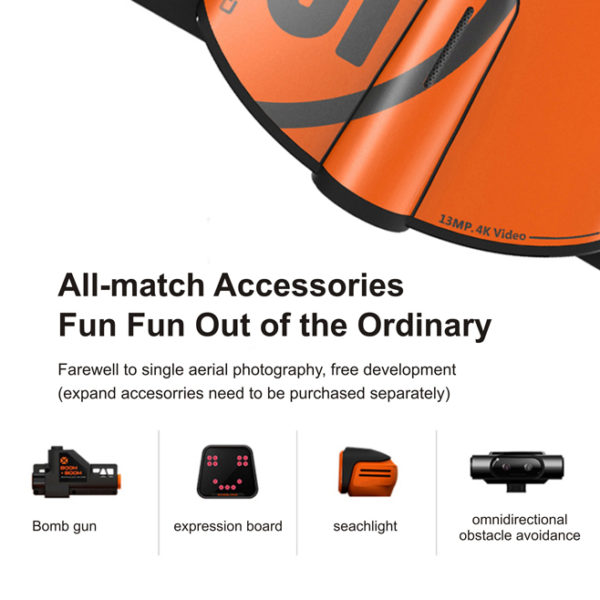 13MP. 4K Video
All-match Accessories
Fun Fun Out of the Ordinary
Farewell to single aerial photography, free development
(expand accesorries need to be purchased separately)
BOOM
BOOM
Bomb gun
expression board
seachlight
omnidirectional
obstacle avoidance